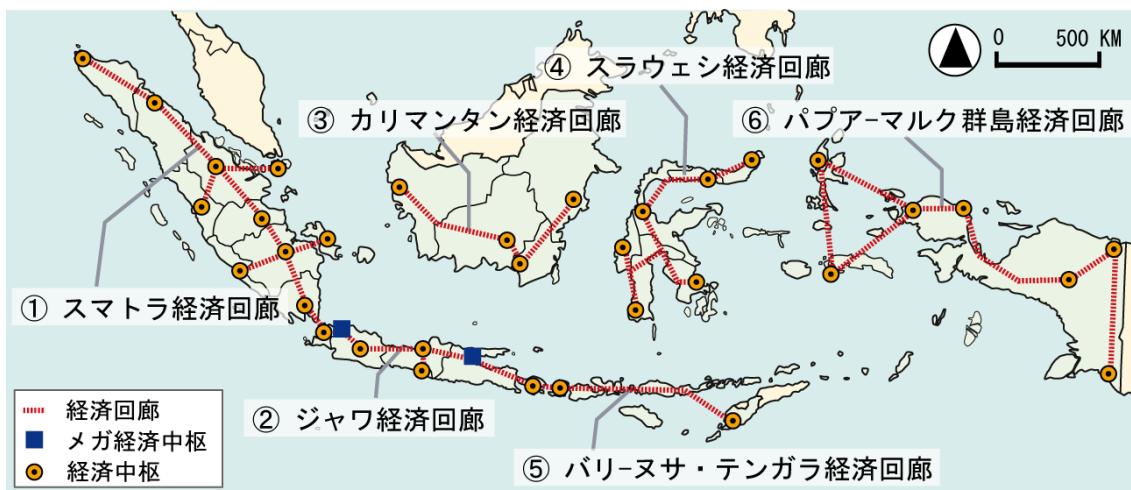 0 500 KM
④ スラウェシ経済回廊
③ カリマンタン経済回廊
⑥ パプア−マルク群島経済回廊
① スマトラ経済回廊
② ジャワ経済回廊
⑤ バリ−ヌサ・テンガラ経済回廊
経済回廊
メガ経済中枢
経済中枢